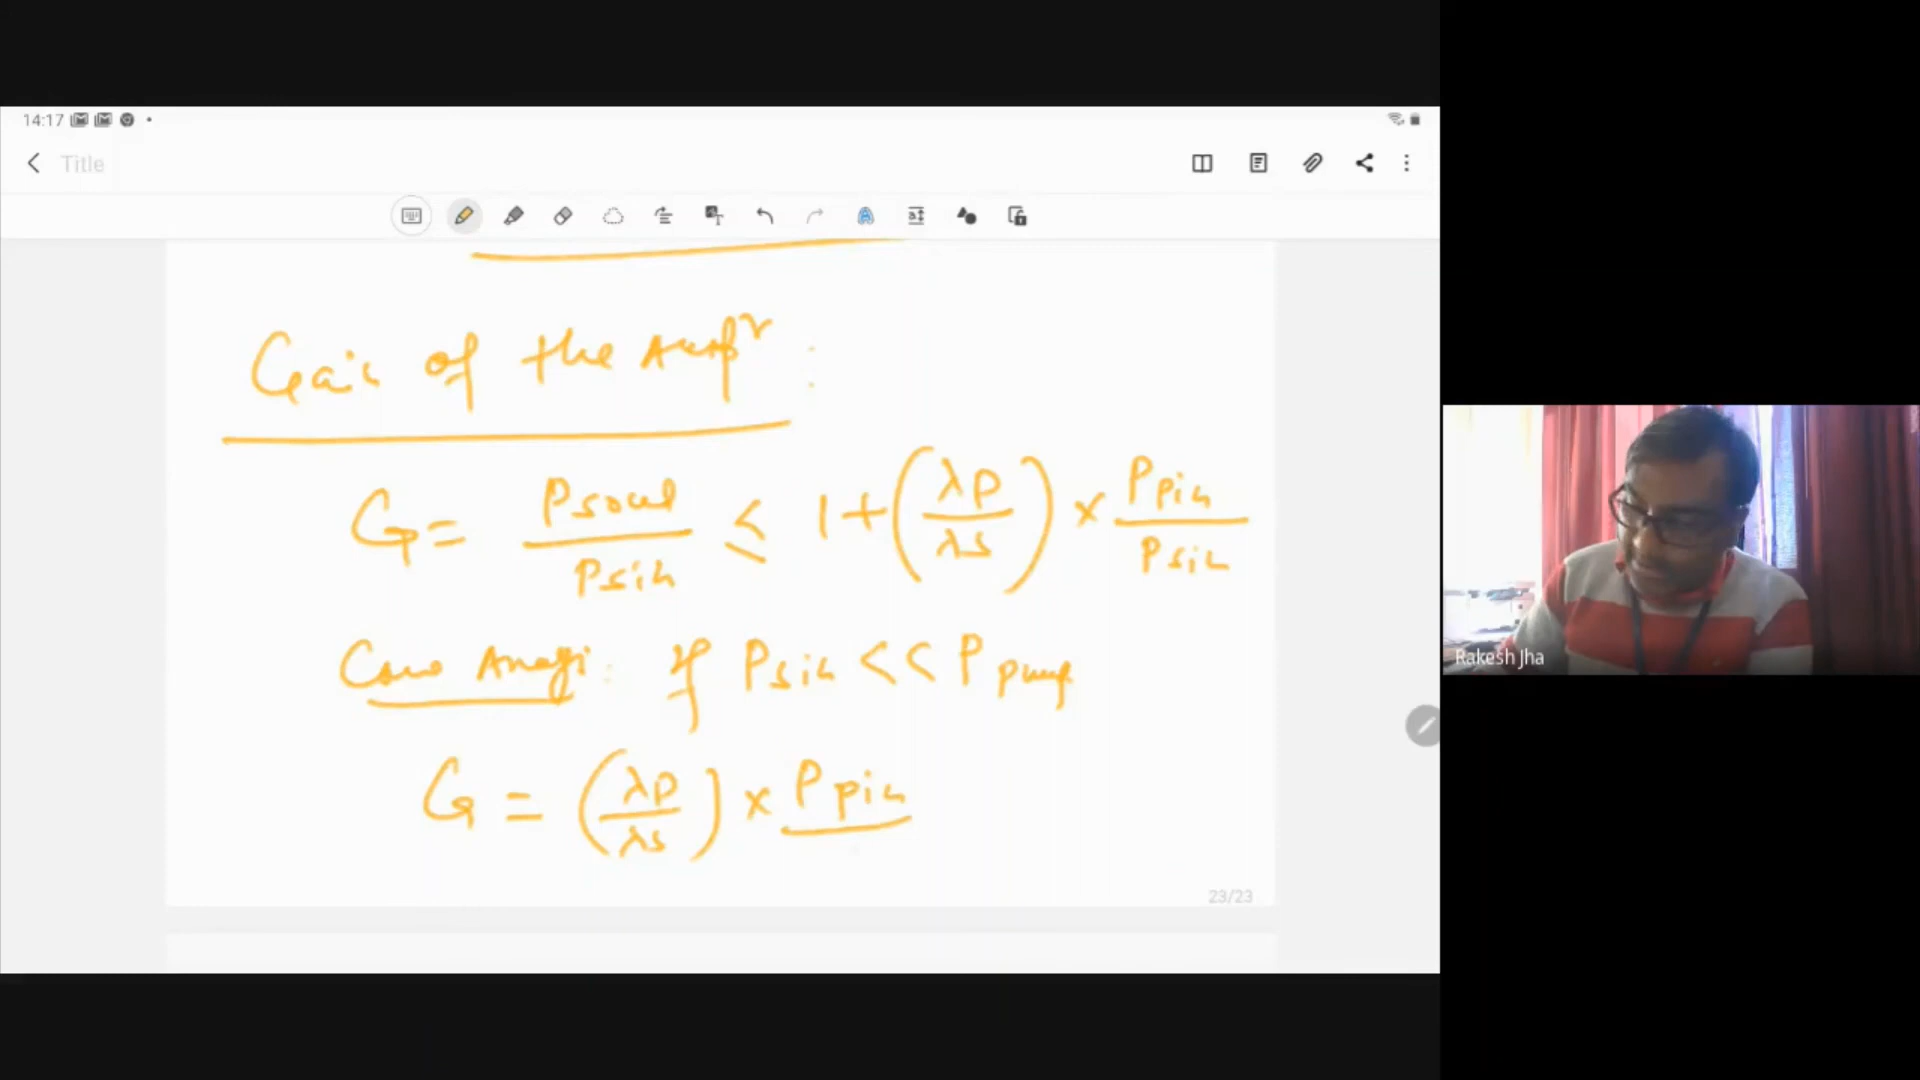 14:17
Title
Gain of the Ampr :
G = Psout / Psin ≤ 1 + (λp / λs) × Ppin / Psin
Case : If Psin << Ppump
G = (λp / λs) × Ppin
23/23
Rakesh Jha